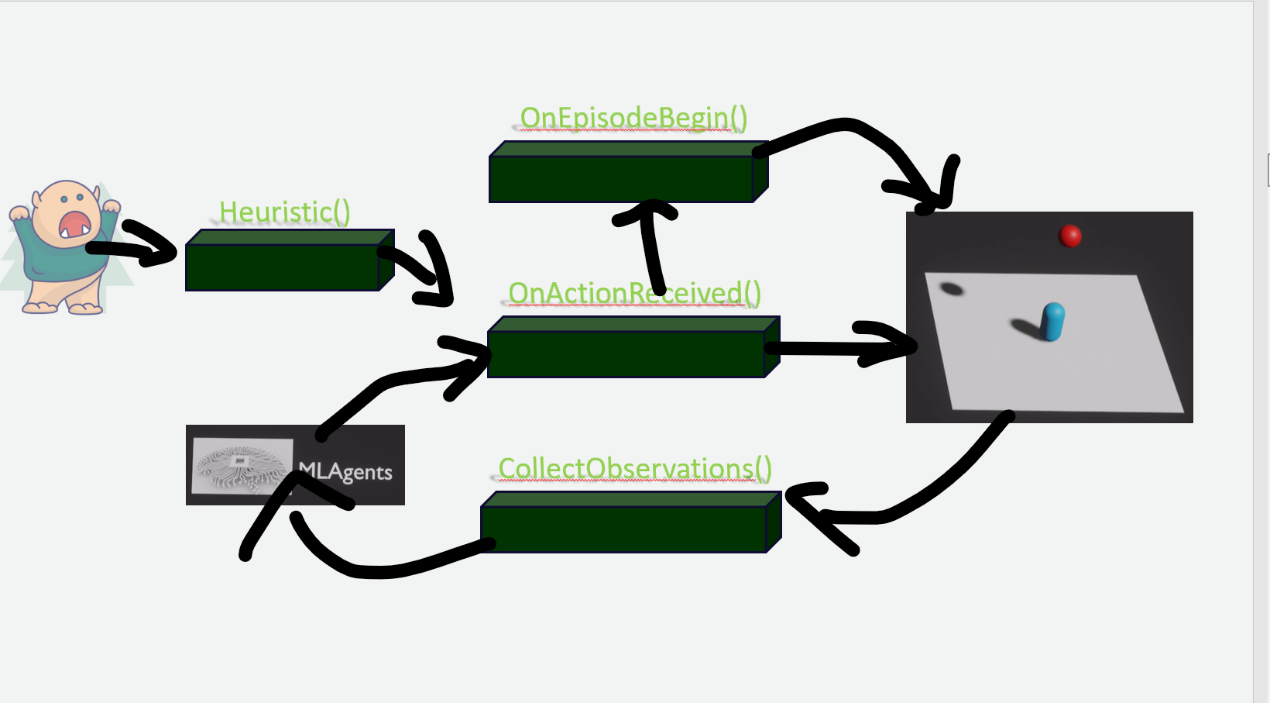 OnEpisodeBegin()
Heuristic()
OnActionReceived()
MLAgents
CollectObservations()